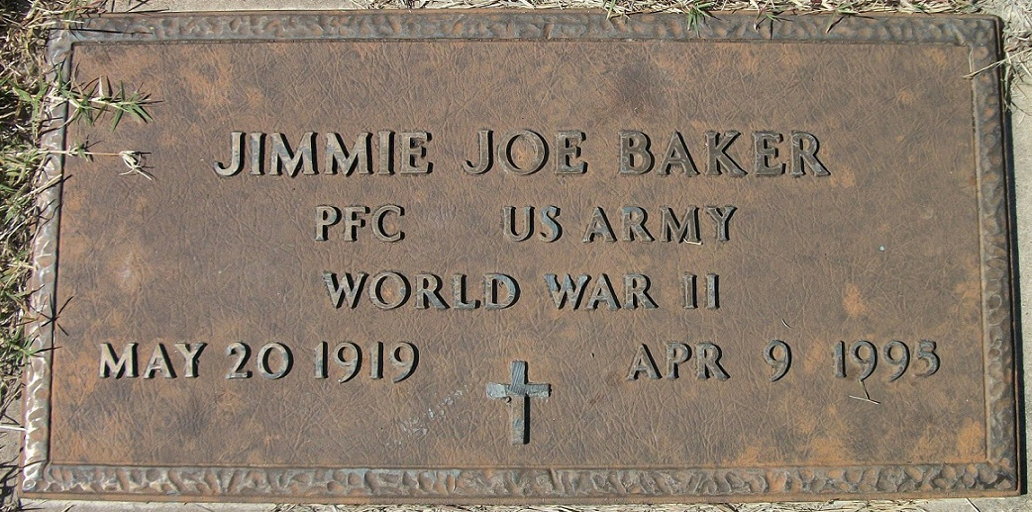 JIMMIE JOE BAKER
PFC US ARMY
WORLD WAR II
MAY 20 1919 APR 9 1995